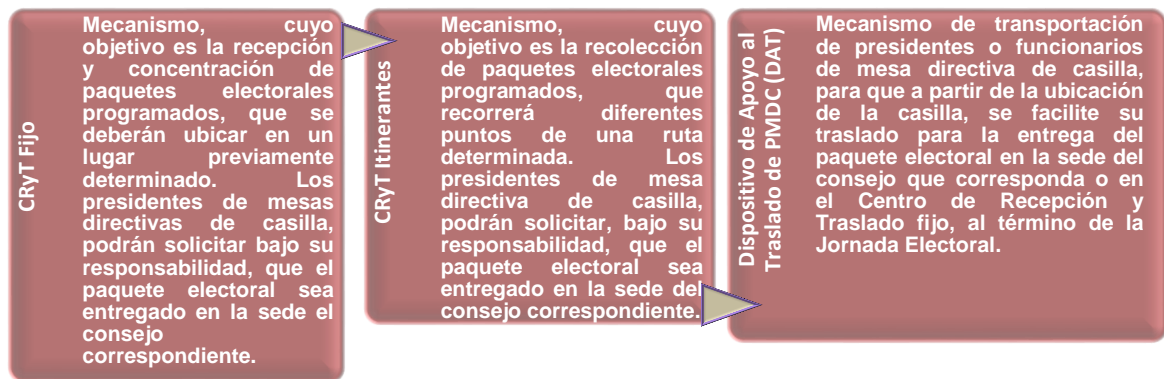 CRyT Fijo
Mecanismo, cuyo
objetivo es la recepción
y concentración de
paquetes electorales
programados, que se
deberán ubicar en un
lugar previamente
determinado. Los
presidentes de mesas
directivas de casilla,
podrán solicitar bajo su
responsabilidad, que el
paquete electoral sea
entregado en la sede el
consejo
correspondiente.
CRyT Itinerantes
Mecanismo, cuyo
objetivo es la recolección
de paquetes electorales
programados, que
recorrerá diferentes
puntos de una ruta
determinada. Los
presidentes de mesa
directiva de casilla,
podrán solicitar, bajo su
responsabilidad, que el
paquete electoral sea
entregado en la sede del
consejo correspondiente.
Dispositivo de Apoyo al
Traslado de PMDC (DAT)
Mecanismo de transportación
de presidentes o funcionarios
de mesa directiva de casilla,
para que a partir de la ubicación
de la casilla, se facilite su
traslado para la entrega del
paquete electoral en la sede del
consejo que corresponda o en
el Centro de Recepción y
Traslado fijo, al término de la
Jornada Electoral.